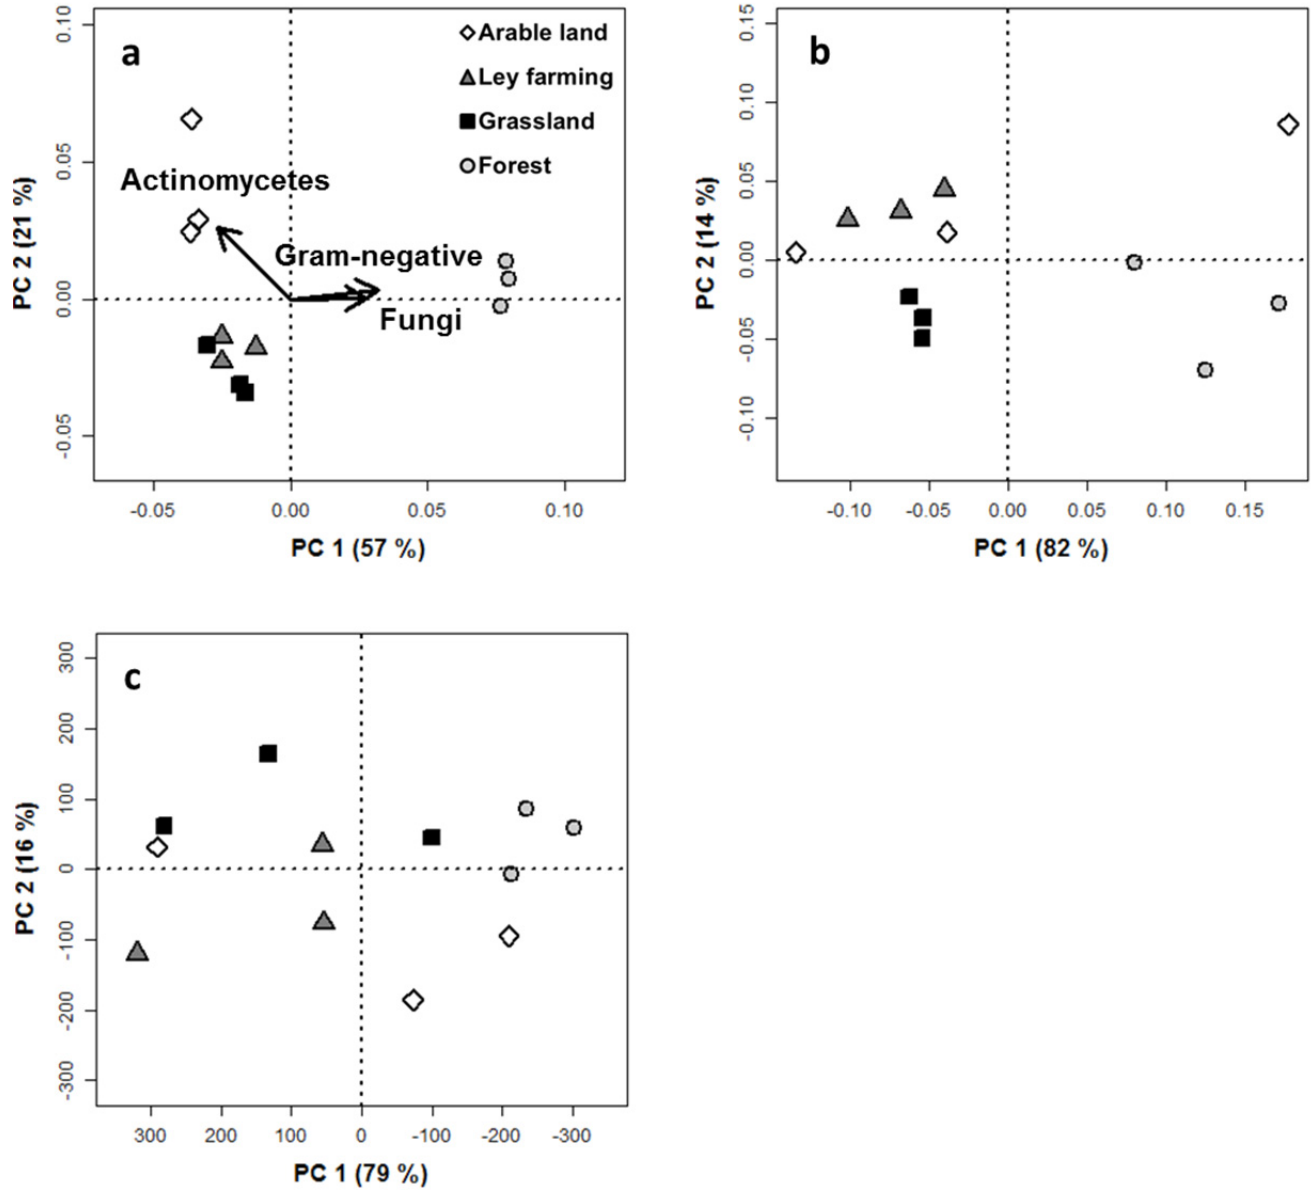 a
Arable land
Ley farming
Grassland
Forest
Actinomycetes
Gram-negative
Fungi
PC 2 (21 %)
0.10
0.05
0.00
-0.05
-0.05 0.00 0.05 0.10
PC 1 (57 %)
b
PC 2 (14 %)
0.15
0.10
0.05
0.00
-0.05
-0.10
-0.10 -0.05 0.00 0.05 0.10 0.15
PC 1 (82 %)
c
PC 2 (16 %)
300
200
100
0
-100
-200
-300
300 200 100 0 -100 -200 -300
PC 1 (79 %)